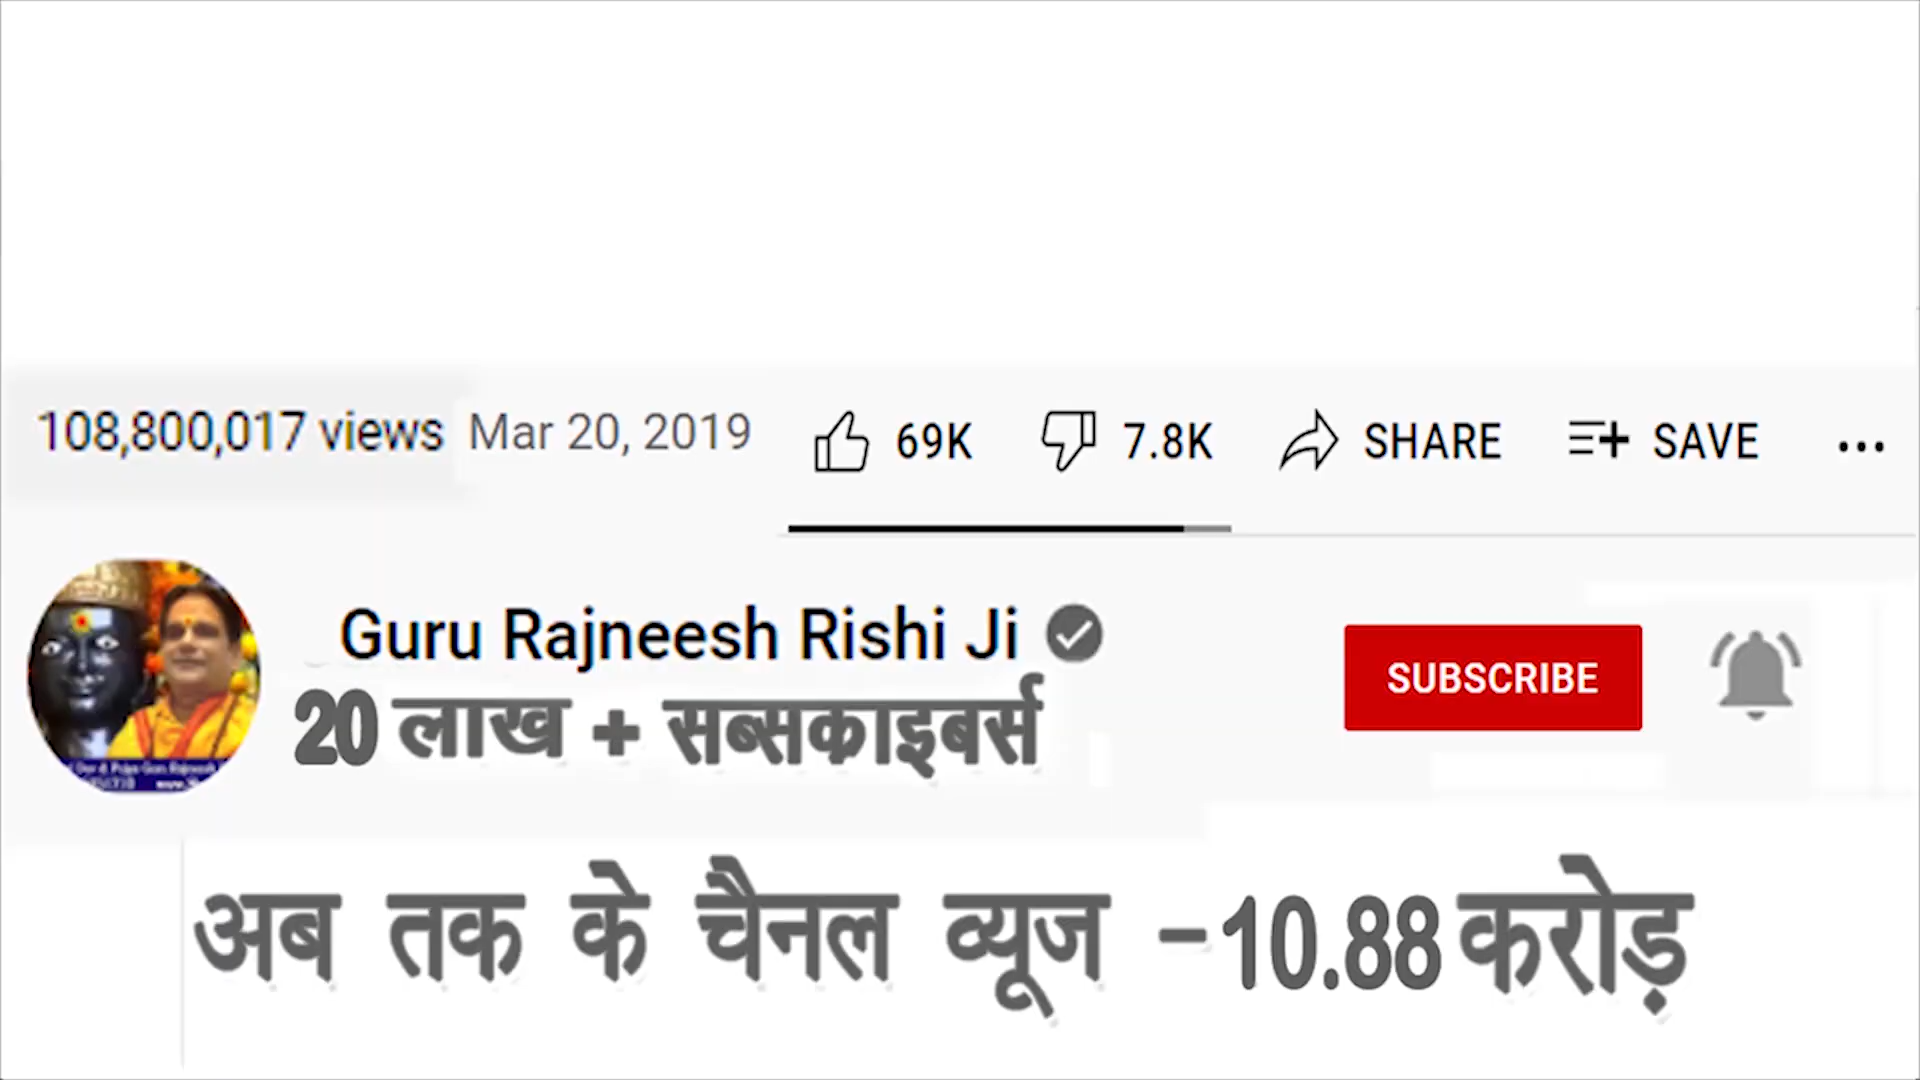 108,800,017 views Mar 20, 2019 69K 7.8K SHARE SAVE ...
Guru Rajneesh Rishi Ji
SUBSCRIBE
20 लाख + सब्सकाइबर्स
अब तक के चैनल व्यूज -10.88 करोड़